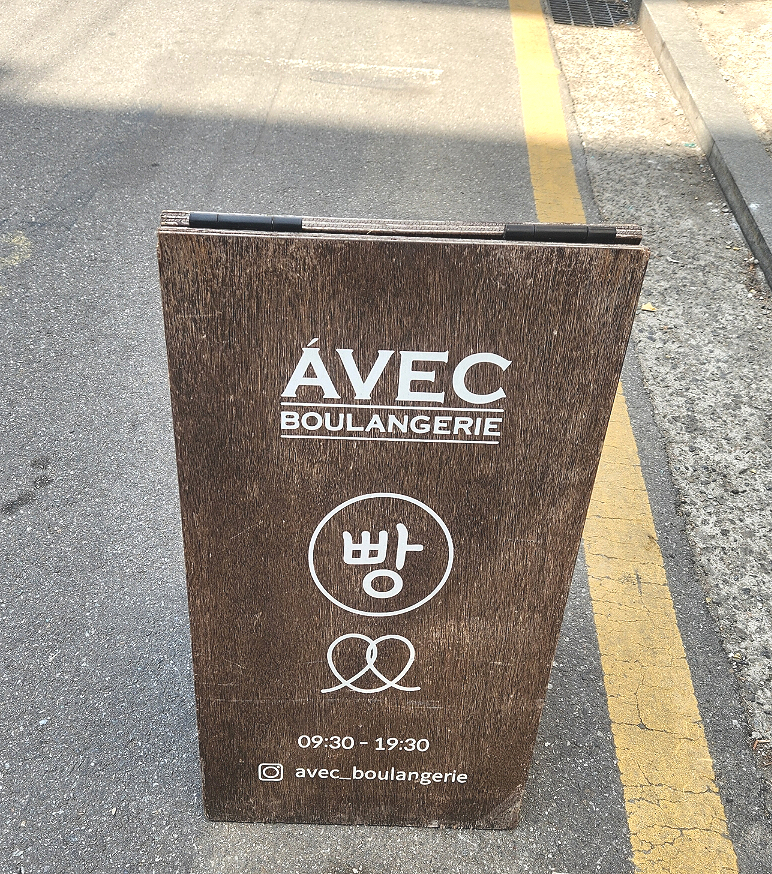 ÁVEC
BOULANGERIE
빵
09:30 - 19:30
avec_boulangerie